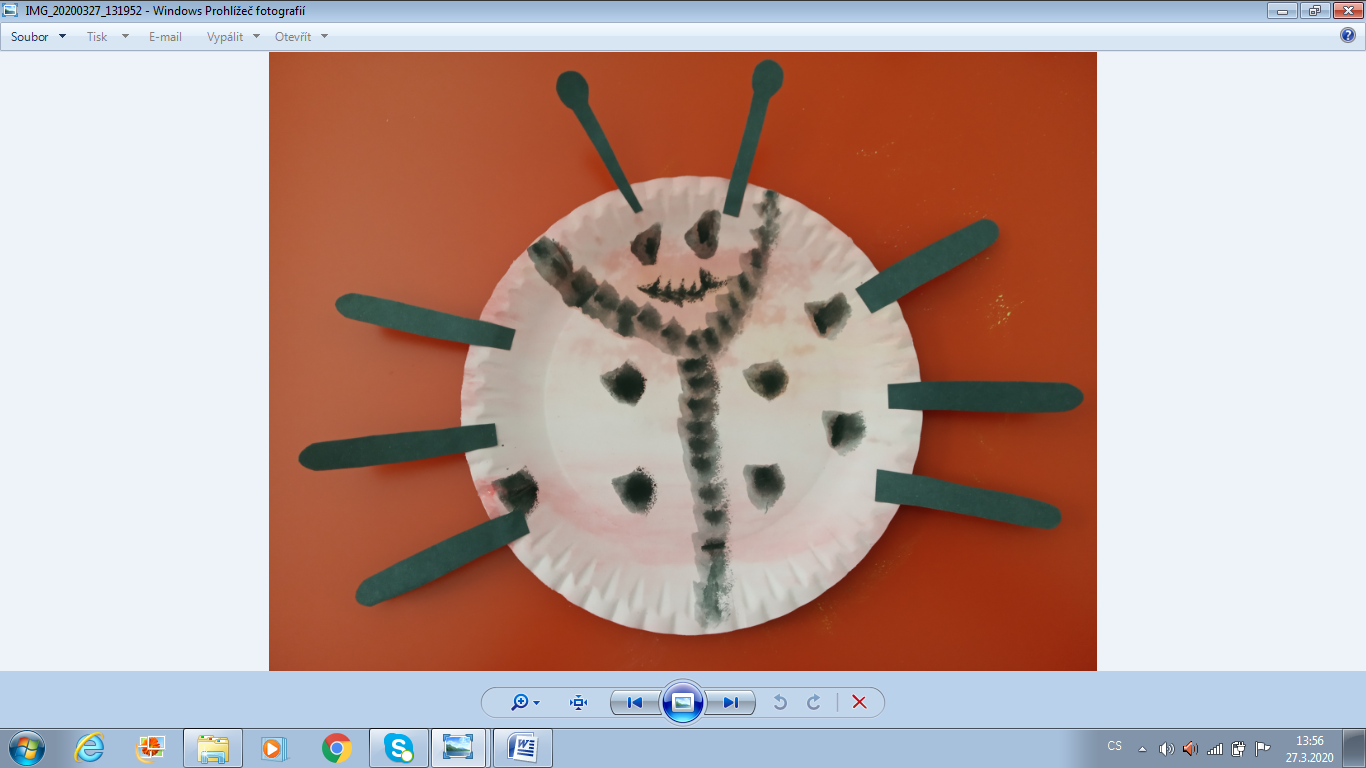 IMG_20200327_131952 - Windows Prohlížeč fotografií
Soubor Tisk E-mail Vypálit Otevřít
CS
13:56
27.3.2020